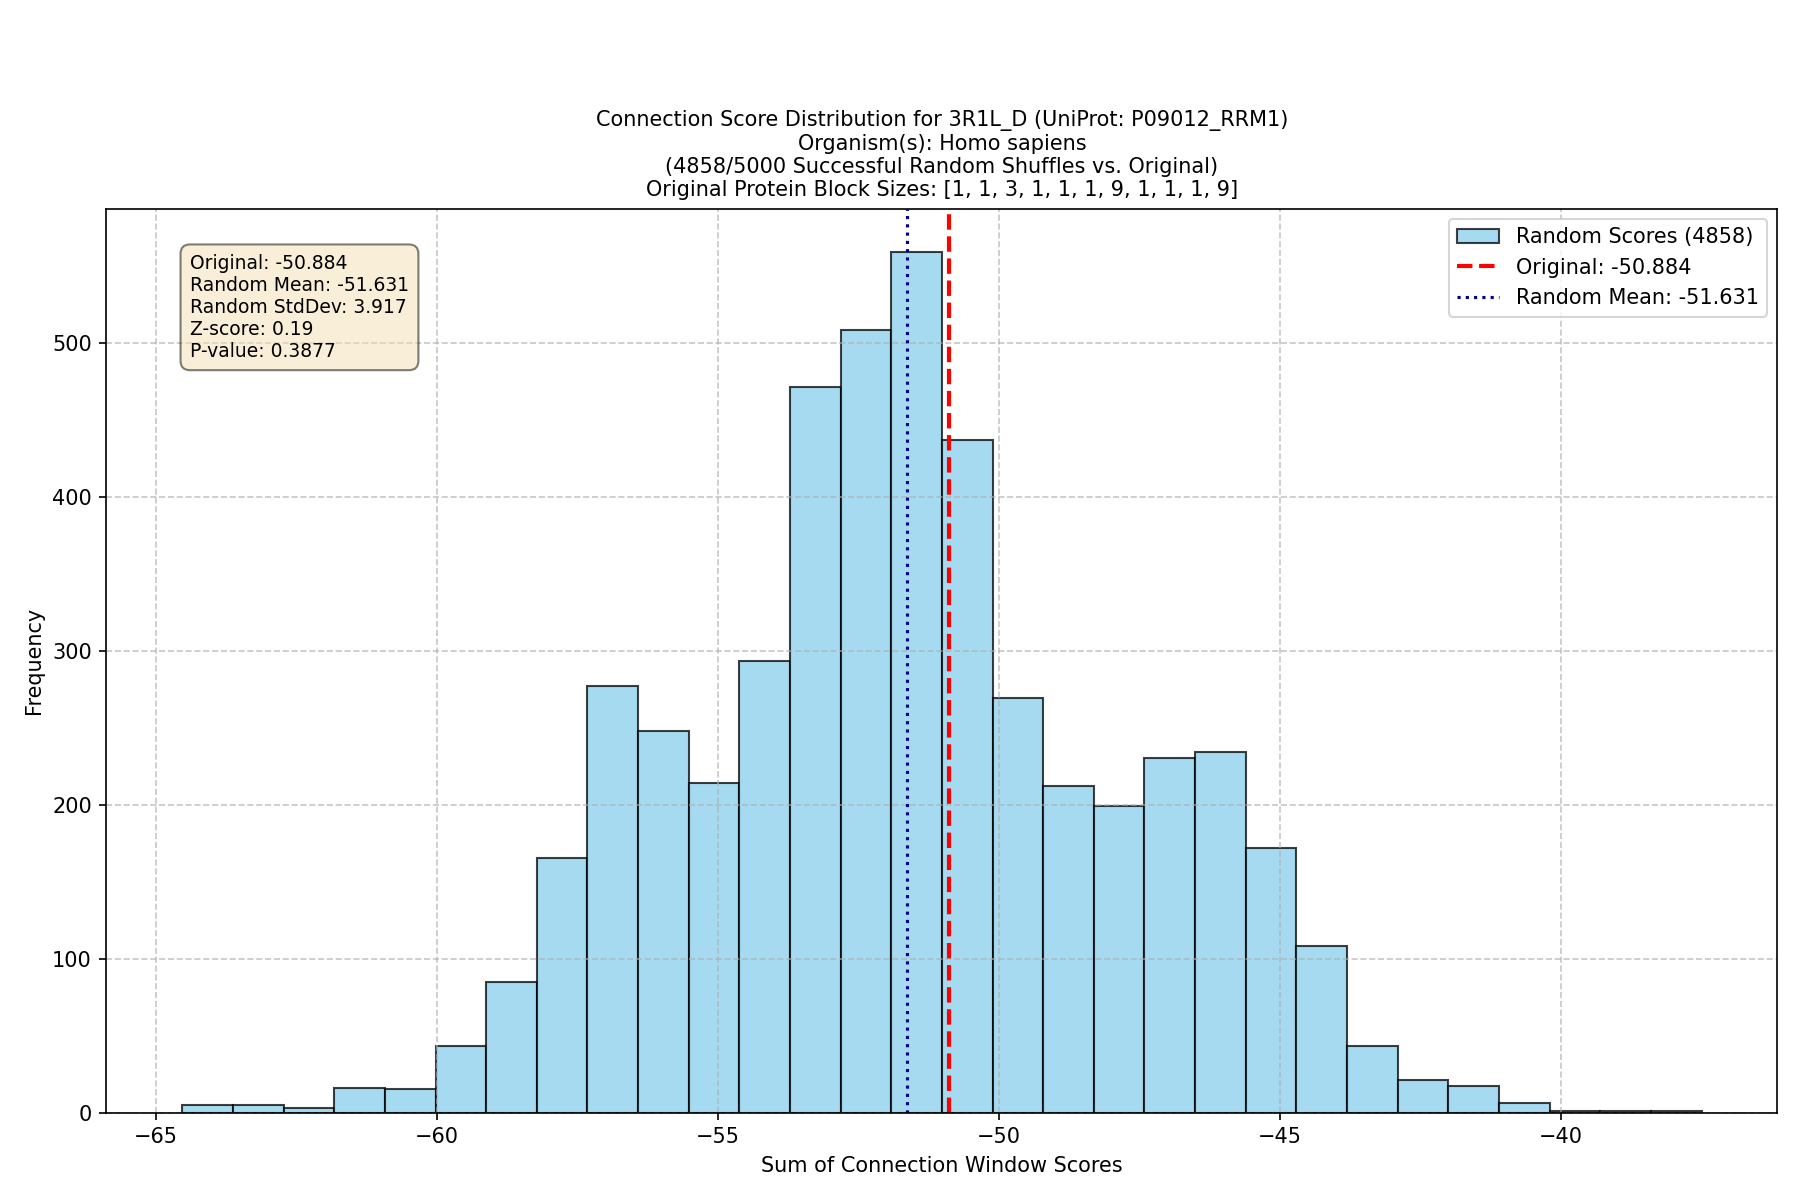 Connection Score Distribution for 3R1L_D (UniProt: P09012_RRM1)
Organism(s): Homo sapiens
(4858/5000 Successful Random Shuffles vs. Original)
Original Protein Block Sizes: [1, 1, 3, 1, 1, 1, 9, 1, 1, 1, 9]
Original: -50.884
Random Mean: -51.631
Random StdDev: 3.917
Z-score: 0.19
P-value: 0.3877
Random Scores (4858)
Original: -50.884
Random Mean: -51.631
Frequency
500
400
300
200
100
0
−65
−60
−55
−50
−45
−40
Sum of Connection Window Scores